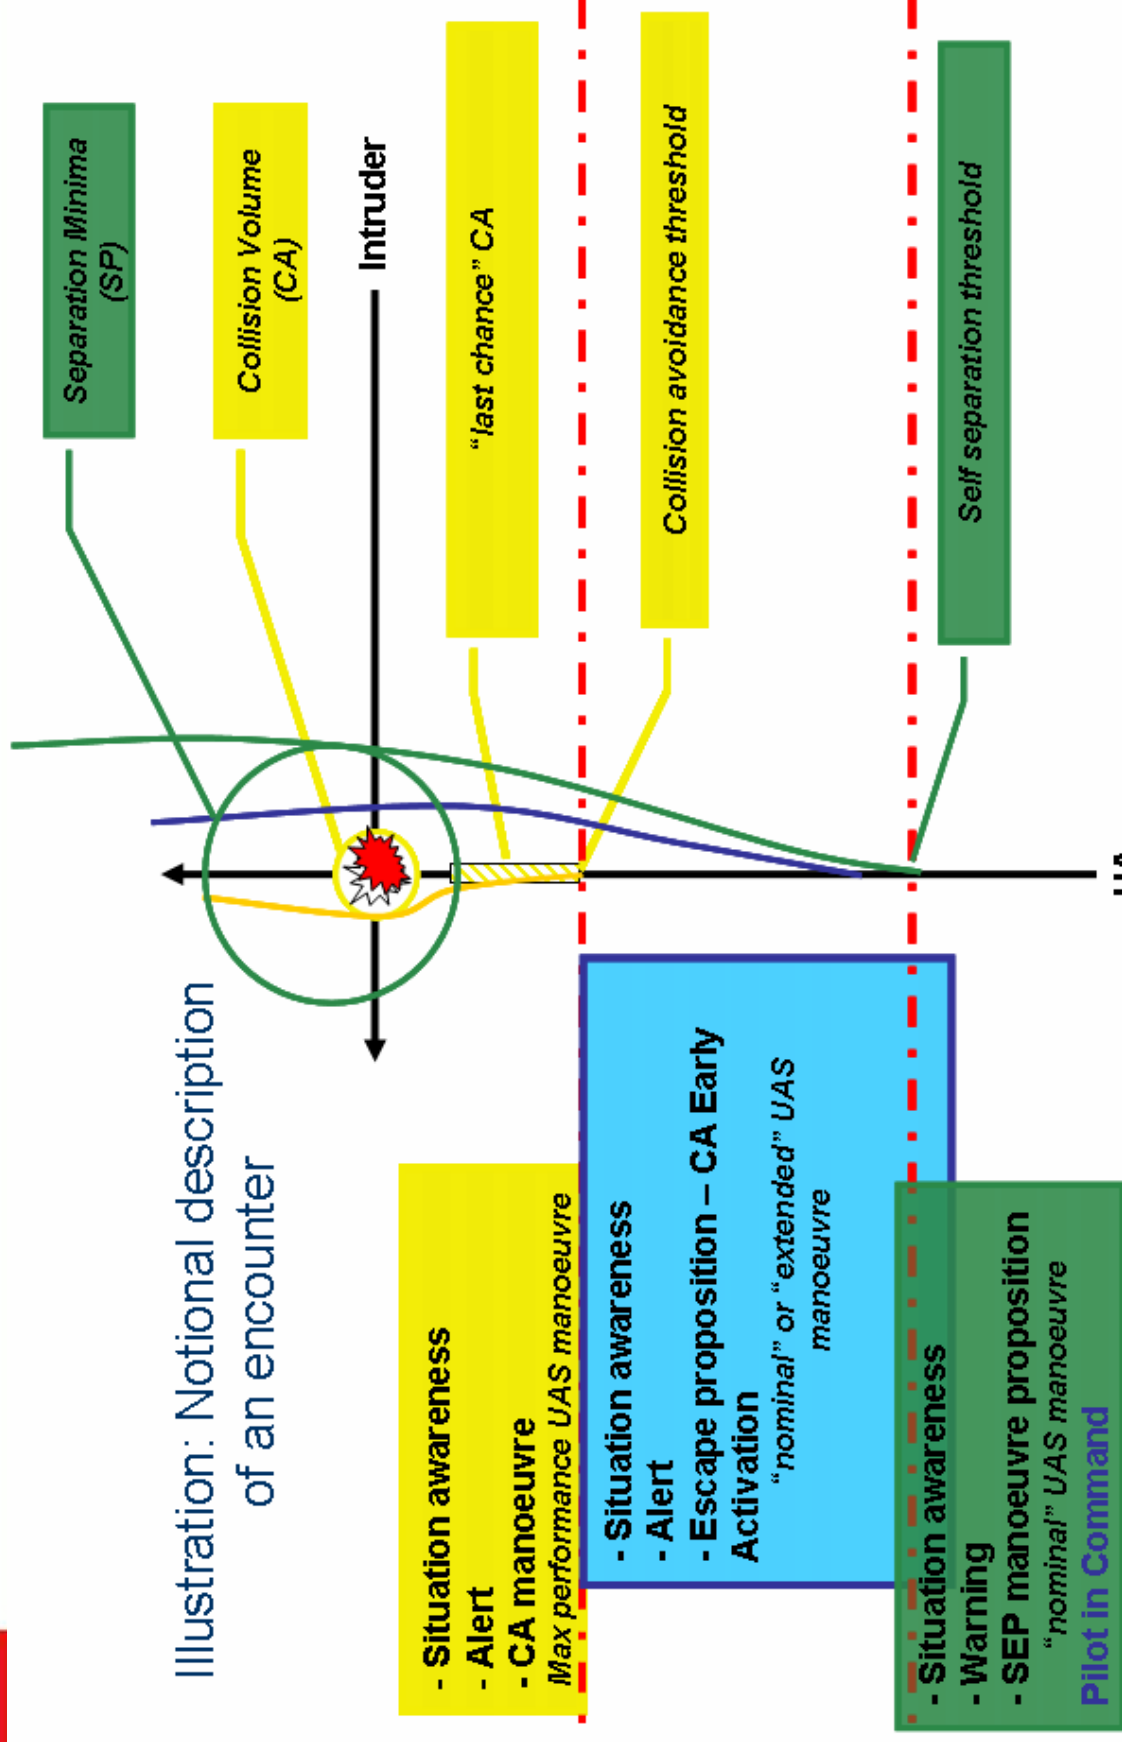 Illustration: Notional description
of an encounter
Separation Minima
(SP)
Collision Volume
(CA)
Intruder
“last chance” CA
Collision avoidance threshold
Self separation threshold
- Situation awareness
- Alert
- CA manoeuvre
Max performance UAS manoeuvre
- Situation awareness
- Alert
- Escape proposition – CA Early
Activation
“nominal” or “extended” UAS
manoeuvre
- Situation awareness
- Warning
- SEP manoeuvre proposition
“nominal” UAS manoeuvre
Pilot in Command